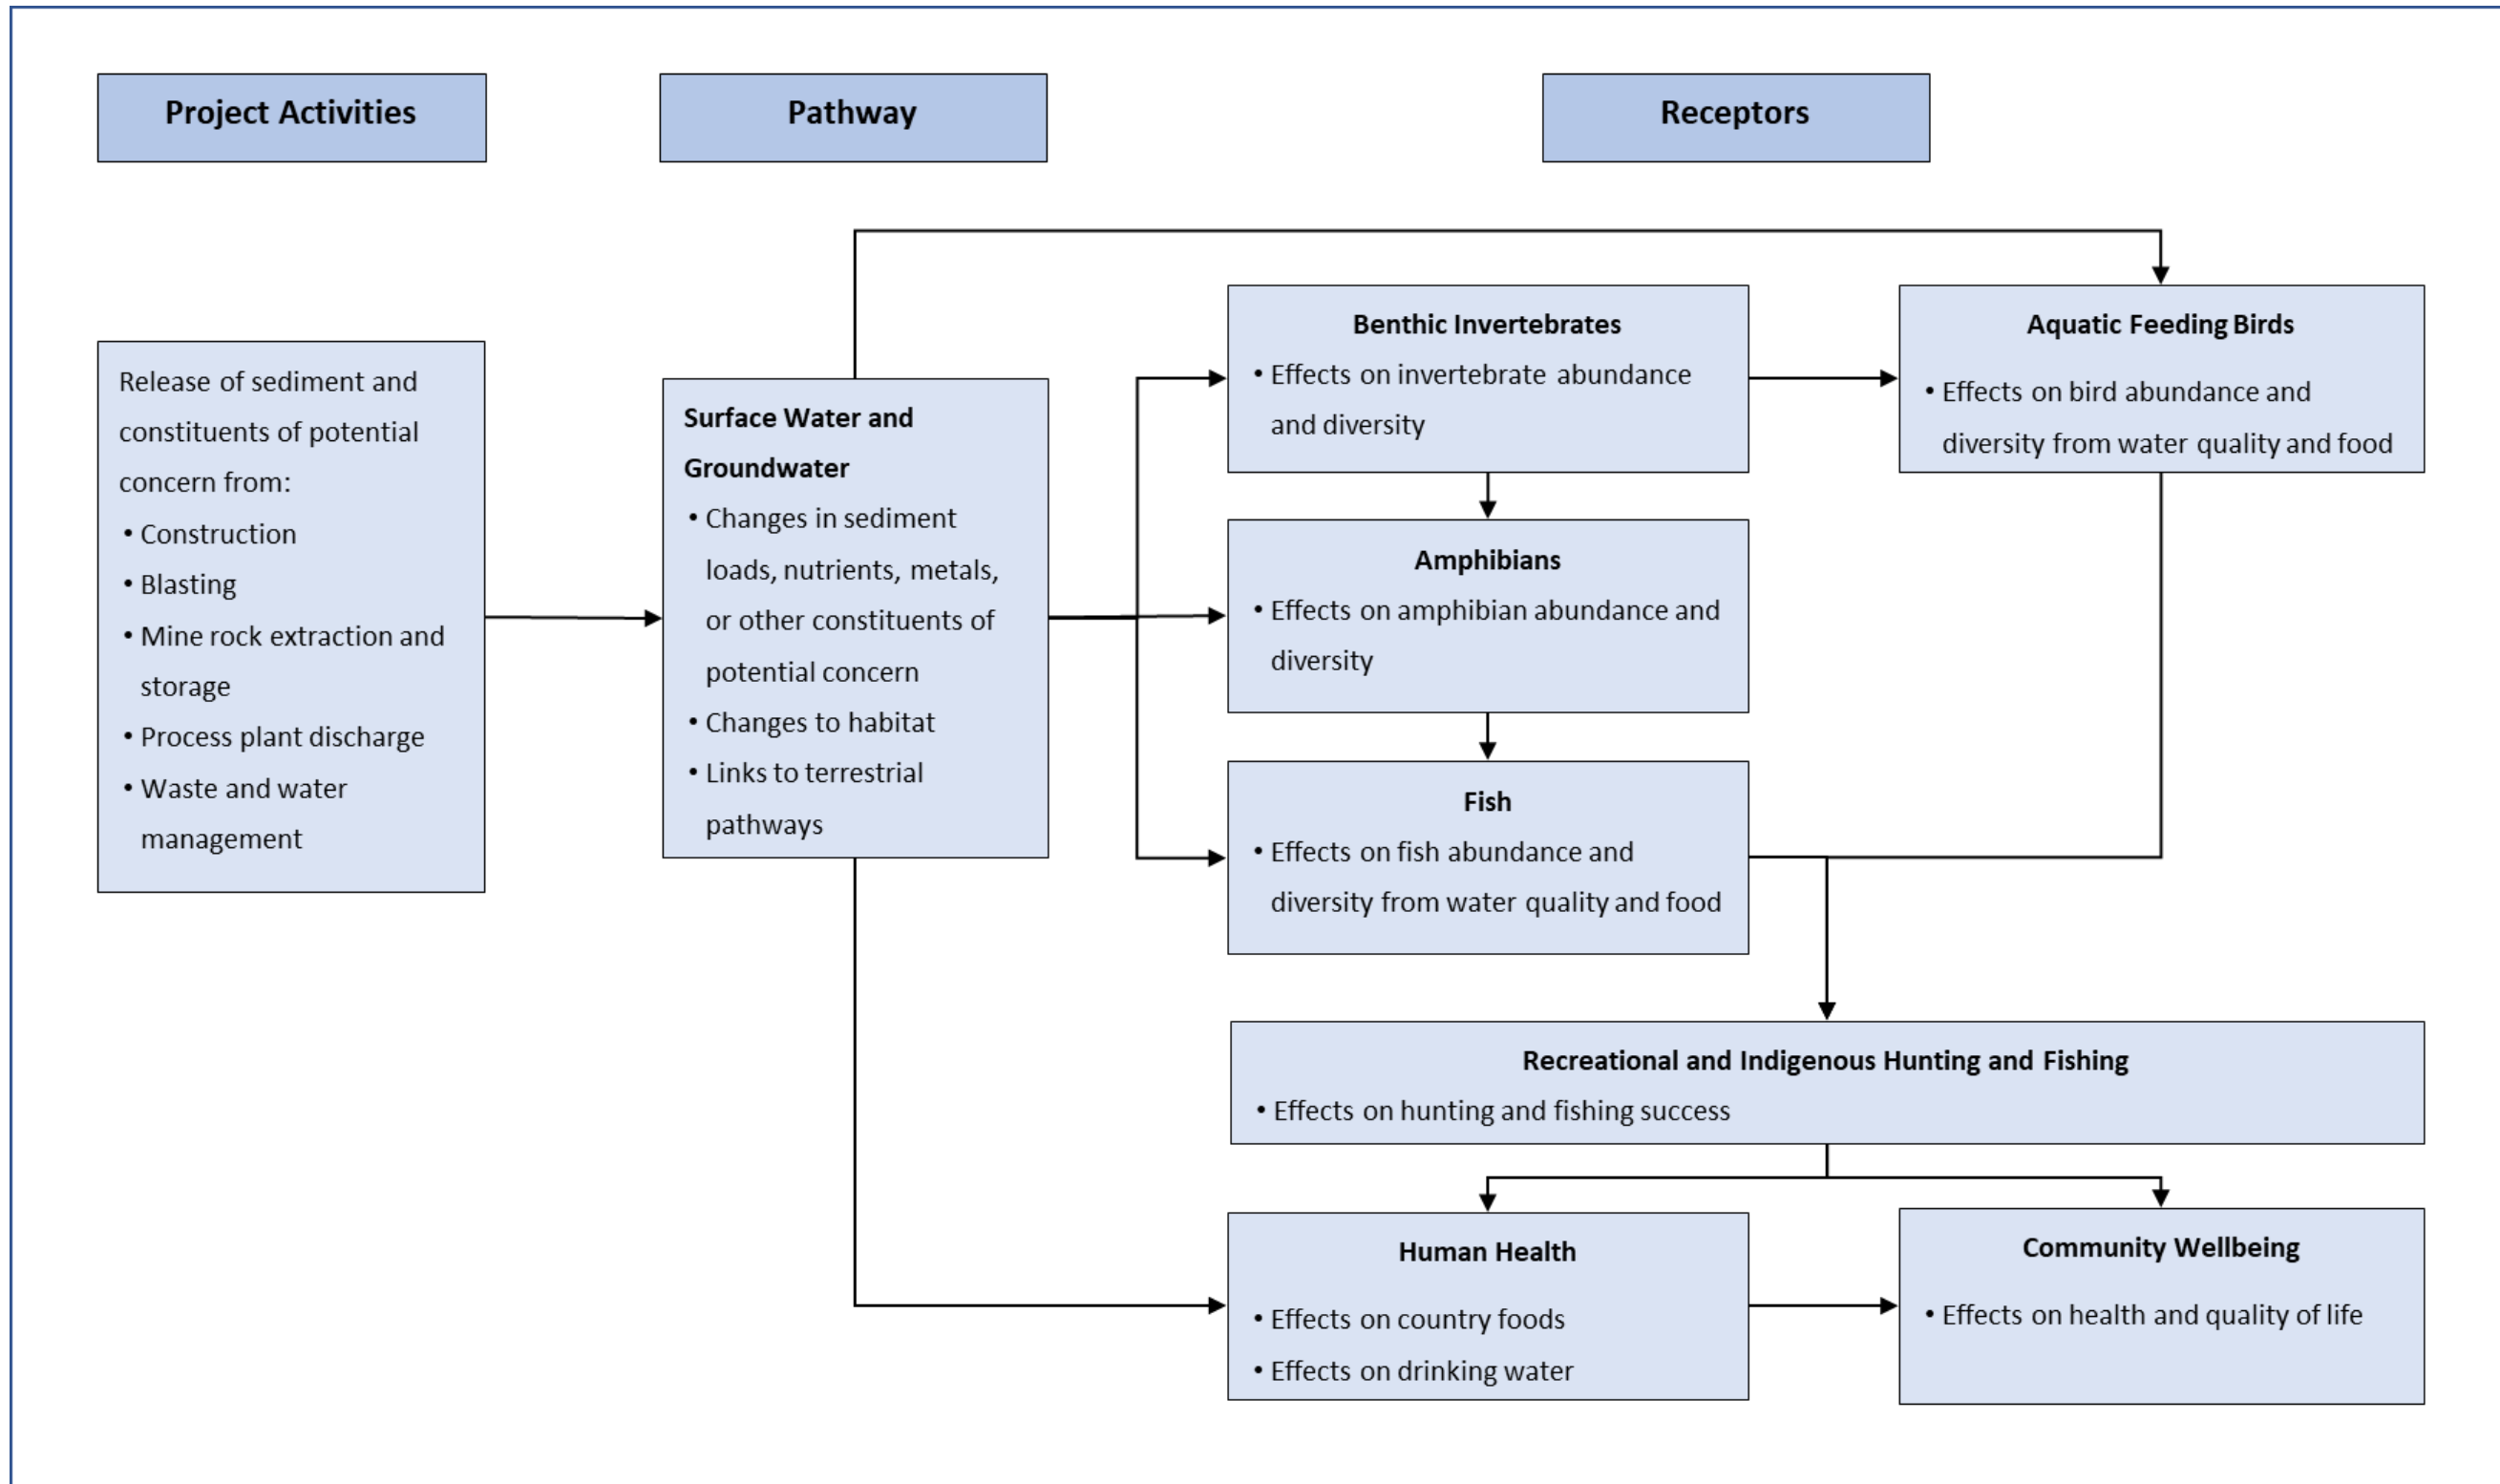 Project Activities
Pathway
Receptors
Release of sediment and
constituents of potential
concern from:
• Construction
• Blasting
• Mine rock extraction and
storage
• Process plant discharge
• Waste and water
management
Surface Water and
Groundwater
• Changes in sediment
loads, nutrients, metals,
or other constituents of
potential concern
• Changes to habitat
• Links to terrestrial
pathways
Benthic Invertebrates
• Effects on invertebrate abundance
and diversity
Aquatic Feeding Birds
• Effects on bird abundance and
diversity from water quality and food
Amphibians
• Effects on amphibian abundance and
diversity
Fish
• Effects on fish abundance and
diversity from water quality and food
Recreational and Indigenous Hunting and Fishing
• Effects on hunting and fishing success
Human Health
• Effects on country foods
• Effects on drinking water
Community Wellbeing
• Effects on health and quality of life